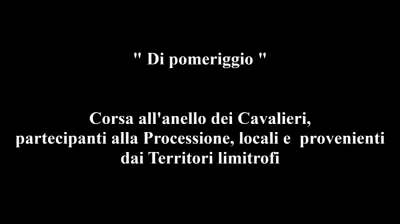 " Di pomeriggio "
Corsa all'anello dei Cavalieri,
partecipanti alla Processione, locali e  provenienti
dai Territori limitrofi